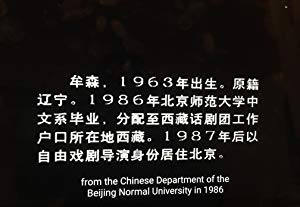 牟森，1963年出生。原籍
辽宁。1986年北京师范大学中
文系毕业，分配至西藏话剧团工作
户口所在地西藏。1987年后以
自由戏剧导演身份居住北京。
from the Chinese Department of the
Beijing Normal University in 1986